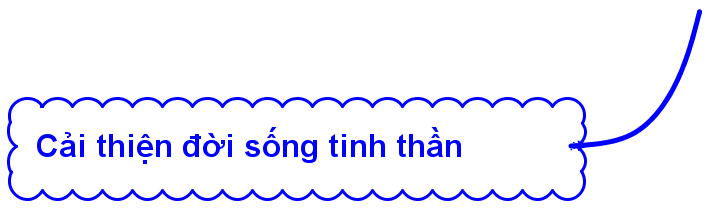 Cải thiện đời sống tinh thần